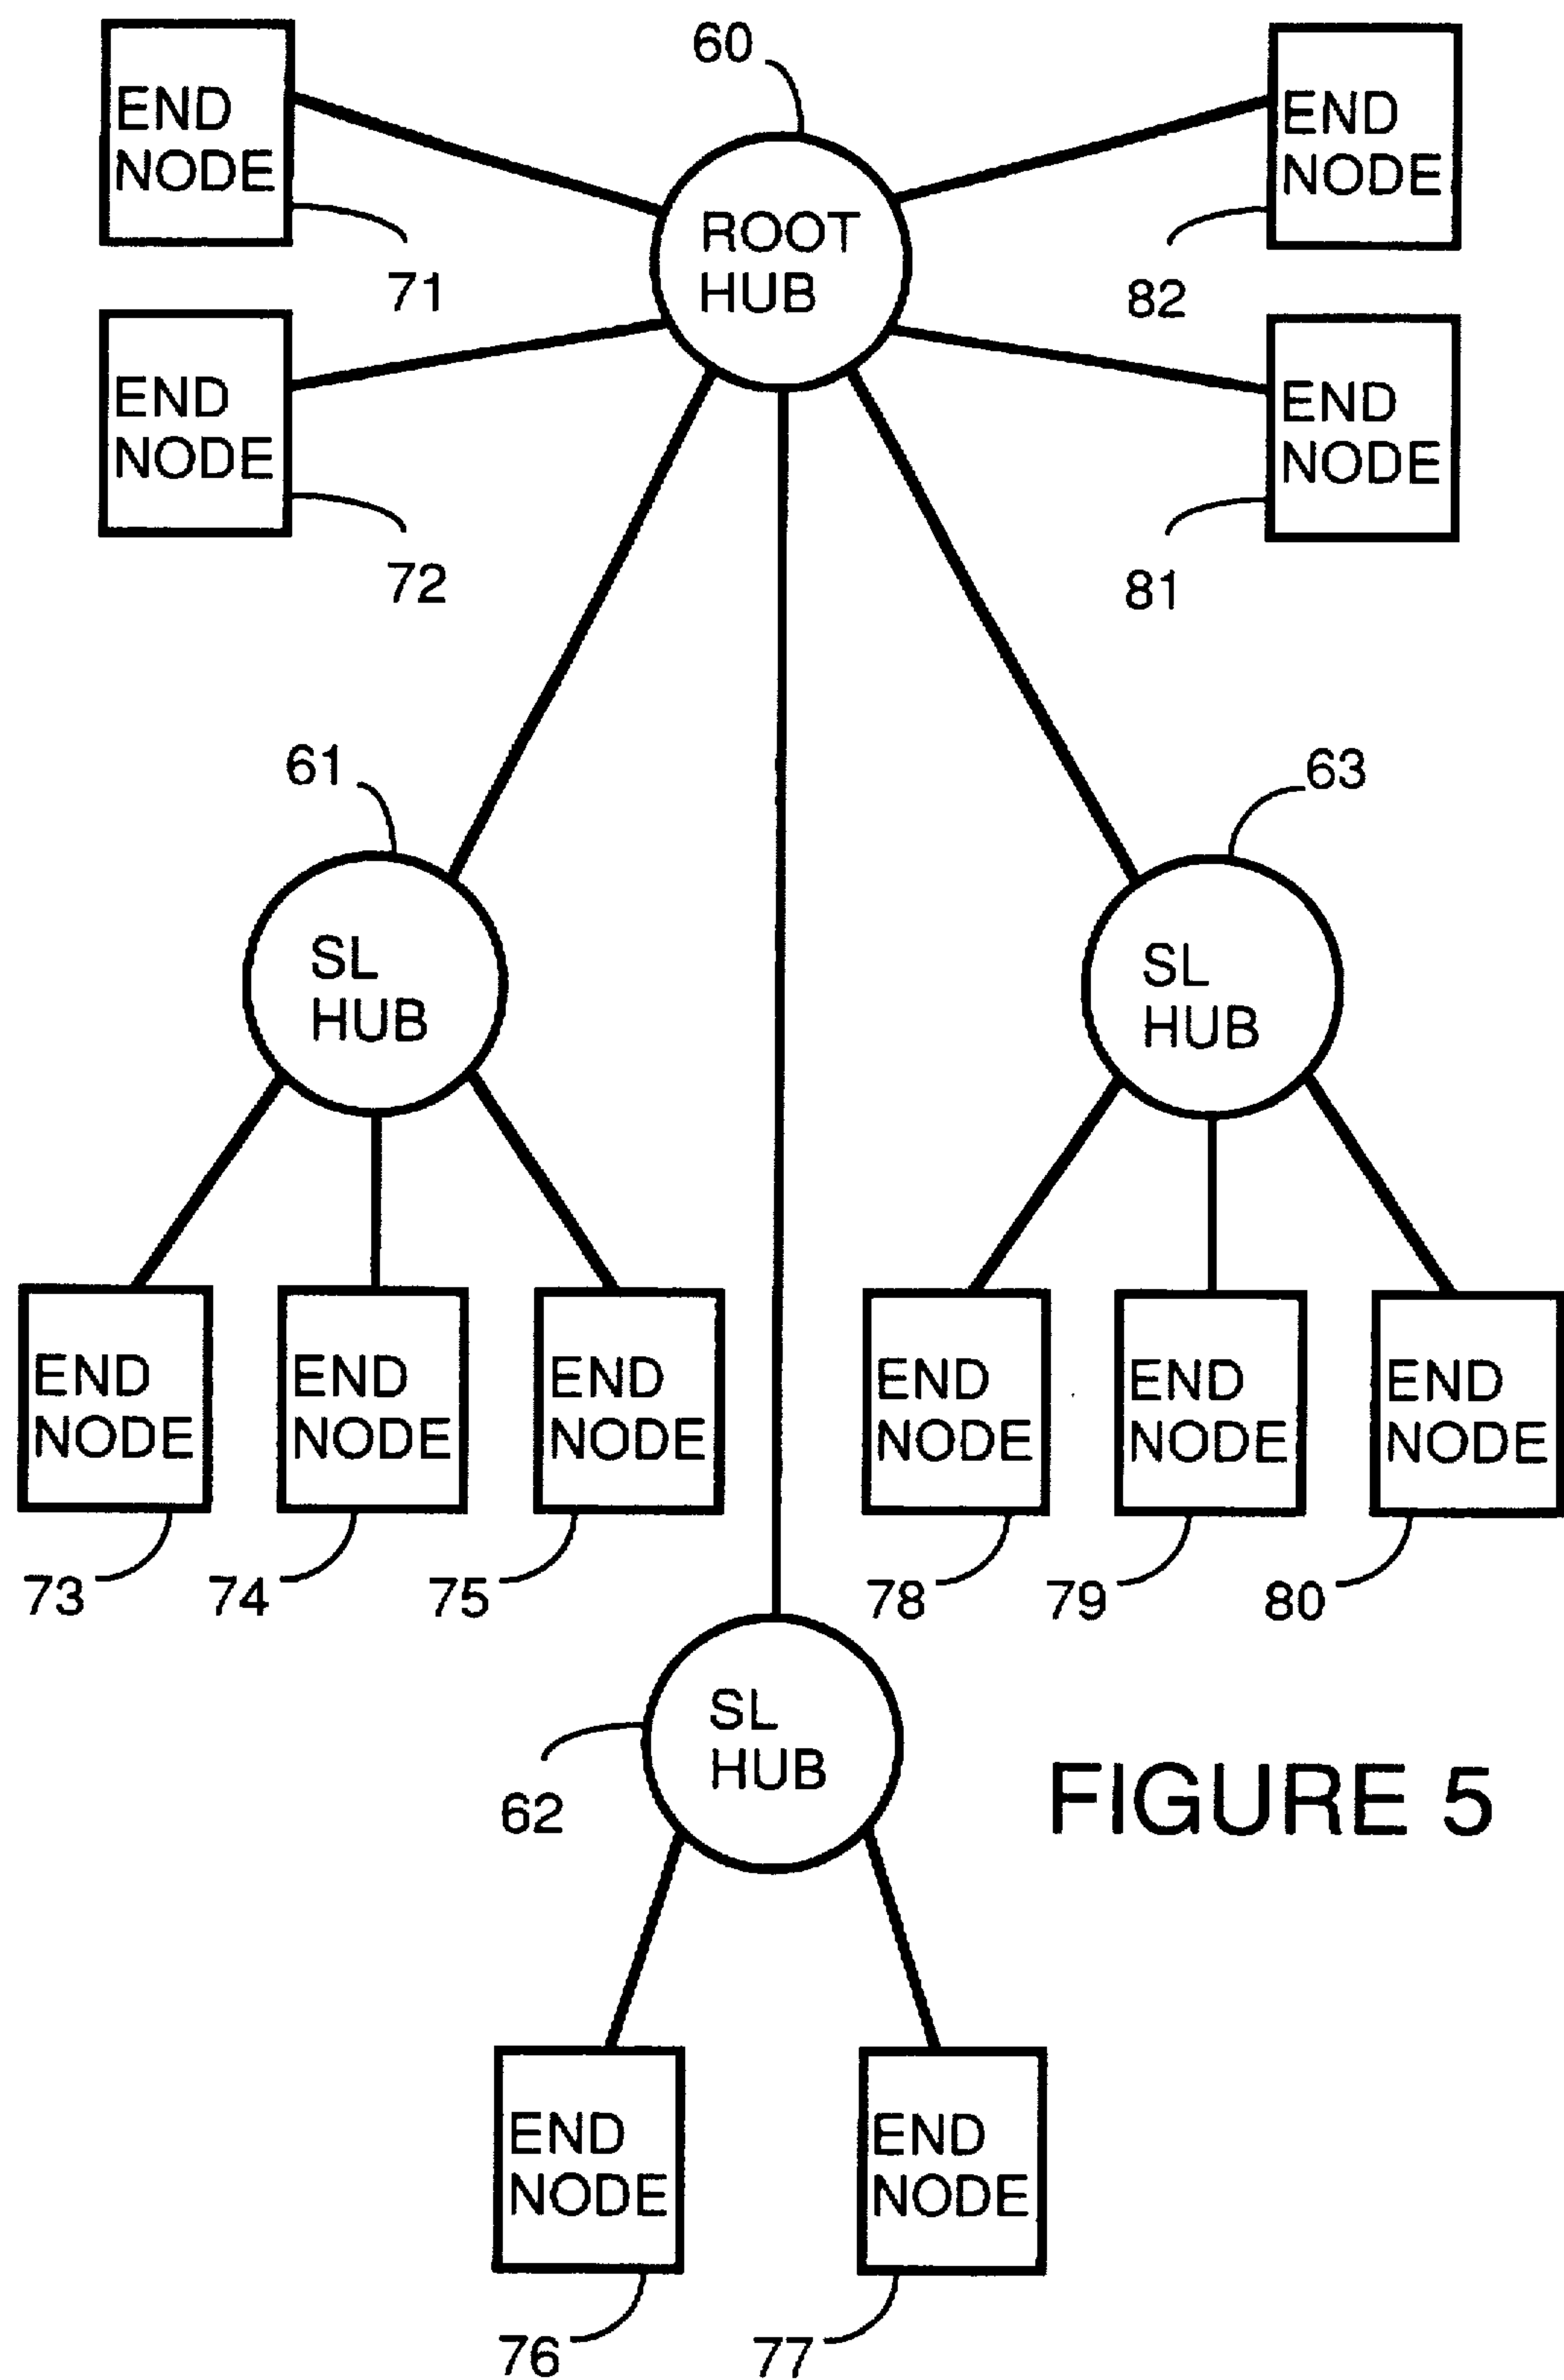 60
END
NODE
71
ROOT
HUB
END
NODE
82
END
NODE
72
END
NODE
81
61
SL
HUB
63
SL
HUB
END
NODE
73
END
NODE
74
END
NODE
75
END
NODE
78
END
NODE
79
END
NODE
80
SL
HUB
62
FIGURE 5
END
NODE
76
END
NODE
77